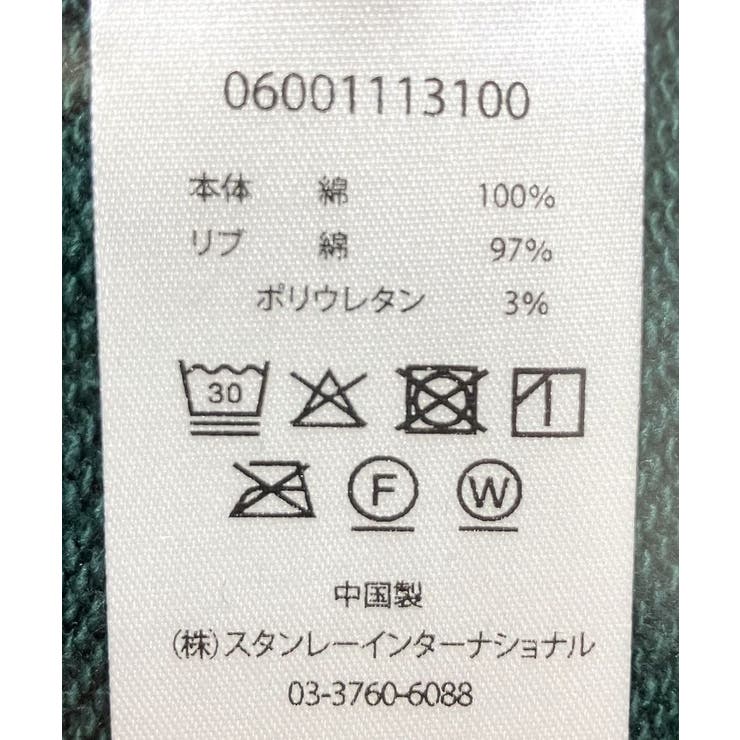 06001113100
本体 綿 100%
リブ 綿 97%
ポリウレタン 3%
30
F W
中国製
(株)スタンレーインターナショナル
03-3760-6088